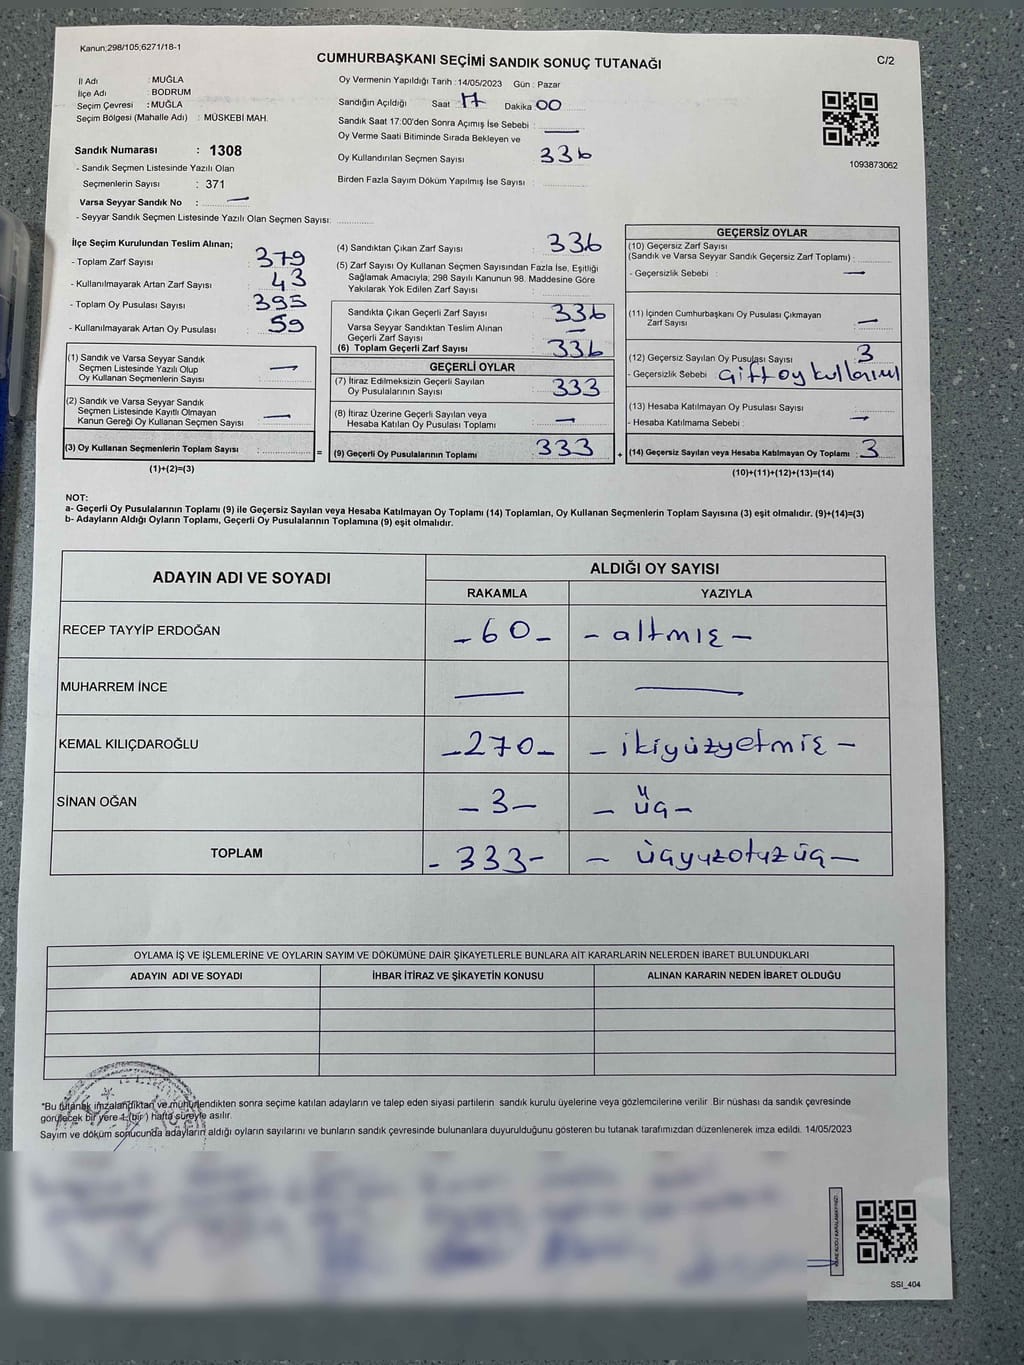 Kanun;298/105;6271/18-1
C/2
CUMHURBAŞKANI SEÇİMİ SANDIK SONUÇ TUTANAĞI
İl Adı : MUĞLA
İlçe Adı : BODRUM
Seçim Çevresi : MUĞLA
Seçim Bölgesi (Mahalle Adı) : MÜSKEBİ MAH.
Oy Vermenin Yapıldığı Tarih : 14/05/2023 Gün : Pazar
Sandığın Açıldığı Saat 17 Dakika 00
Sandık Saat 17:00'den Sonra Açımış İse Sebebi : —
Oy Verme Saati Bitiminde Sırada Bekleyen ve
Oy Kullandırılan Seçmen Sayısı 336
Birden Fazla Sayım Döküm Yapılmış İse Sayısı :
1093873062
Sandık Numarası : 1308
- Sandık Seçmen Listesinde Yazılı Olan
Seçmenlerin Sayısı : 371
Varsa Seyyar Sandık No : —
- Seyyar Sandık Seçmen Listesinde Yazılı Olan Seçmen Sayısı:
İlçe Seçim Kurulundan Teslim Alınan;
- Toplam Zarf Sayısı : 379
- Kullanılmayarak Artan Zarf Sayısı : 43
- Toplam Oy Pusulası Sayısı : 395
- Kullanılmayarak Artan Oy Pusulası : 59
(1) Sandık ve Varsa Seyyar Sandık
Seçmen Listesinde Yazılı Olup
Oy Kullanan Seçmenlerin Sayısı : —
(2) Sandık ve Varsa Seyyar Sandık
Seçmen Listesinde Kayıtlı Olmayan
Kanun Gereği Oy Kullanan Seçmen Sayısı : —
(3) Oy Kullanan Seçmenlerin Toplam Sayısı : =
(1)+(2)=(3)
(4) Sandıktan Çıkan Zarf Sayısı : 336
(5) Zarf Sayısı Oy Kullanan Seçmen Sayısından Fazla İse, Eşitliği
Sağlamak Amacıyla; 298 Sayılı Kanunun 98. Maddesine Göre
Yakılarak Yok Edilen Zarf Sayısı :
Sandıkta Çıkan Geçerli Zarf Sayısı : 336
Varsa Seyyar Sandıktan Teslim Alınan
Geçerli Zarf Sayısı : —
(6) Toplam Geçerli Zarf Sayısı : 336
GEÇERLİ OYLAR
(7) İtiraz Edilmeksizin Geçerli Sayılan
Oy Pusulalarının Sayısı : 333
(8) İtiraz Üzerine Geçerli Sayılan veya
Hesaba Katılan Oy Pusulası Toplamı : —
(9) Geçerli Oy Pusulalarının Toplamı : 333 +
GEÇERSİZ OYLAR
(10) Geçersiz Zarf Sayısı
(Sandık ve Varsa Seyyar Sandık Geçersiz Zarf Toplamı) :
- Geçersizlik Sebebi : —
(11) İçinden Cumhurbaşkanı Oy Pusulası Çıkmayan
Zarf Sayısı : —
(12) Geçersiz Sayılan Oy Pusulası Sayısı : 3
- Geçersizlik Sebebi çift oy kullanımı
(13) Hesaba Katılmayan Oy Pusulası Sayısı :
- Hesaba Katılmama Sebebi : —
(14) Geçersiz Sayılan veya Hesaba Katılmayan Oy Toplamı : 3
(10)+(11)+(12)+(13)=(14)
NOT:
a- Geçerli Oy Pusulalarının Toplamı (9) ile Geçersiz Sayılan veya Hesaba Katılmayan Oy Toplamı (14) Toplamları, Oy Kullanan Seçmenlerin Toplam Sayısına (3) eşit olmalıdır. (9)+(14)=(3)
b- Adayların Aldığı Oyların Toplamı, Geçerli Oy Pusulalarının Toplamına (9) eşit olmalıdır.
ADAYIN ADI VE SOYADI
ALDIĞI OY SAYISI
RAKAMLA YAZIYLA
RECEP TAYYİP ERDOĞAN -60- - altmış -
MUHARREM İNCE — —
KEMAL KILIÇDAROĞLU -270- - ikiyüzyetmiş -
SİNAN OĞAN -3- - üç -
TOPLAM -333- - üçyuzotuzüç -
OYLAMA İŞ VE İŞLEMLERİNE VE OYLARIN SAYIM VE DÖKÜMÜNE DAİR ŞİKAYETLERLE BUNLARA AİT KARARLARIN NELERDEN İBARET BULUNDUKLARI
ADAYIN ADI VE SOYADI İHBAR İTİRAZ VE ŞİKAYETİN KONUSU ALINAN KARARIN NEDEN İBARET OLDUĞU
*Bu tutanak imzalandıktan ve mühürlendikten sonra seçime katılan adayların ve talep eden siyasi partilerin sandık kurulu üyelerine veya gözlemcilerine verilir .Bir nüshası da sandık çevresinde
görülecek bir yere 1 (bir ) hafta süreyle asılır.
Sayım ve döküm sonucunda adayların aldığı oyların sayılarını ve bunların sandık çevresinde bulunanlara duyurulduğunu gösteren bu tutanak tarafımızdan düzenlenerek imza edildi. 14/05/2023
SSI_404